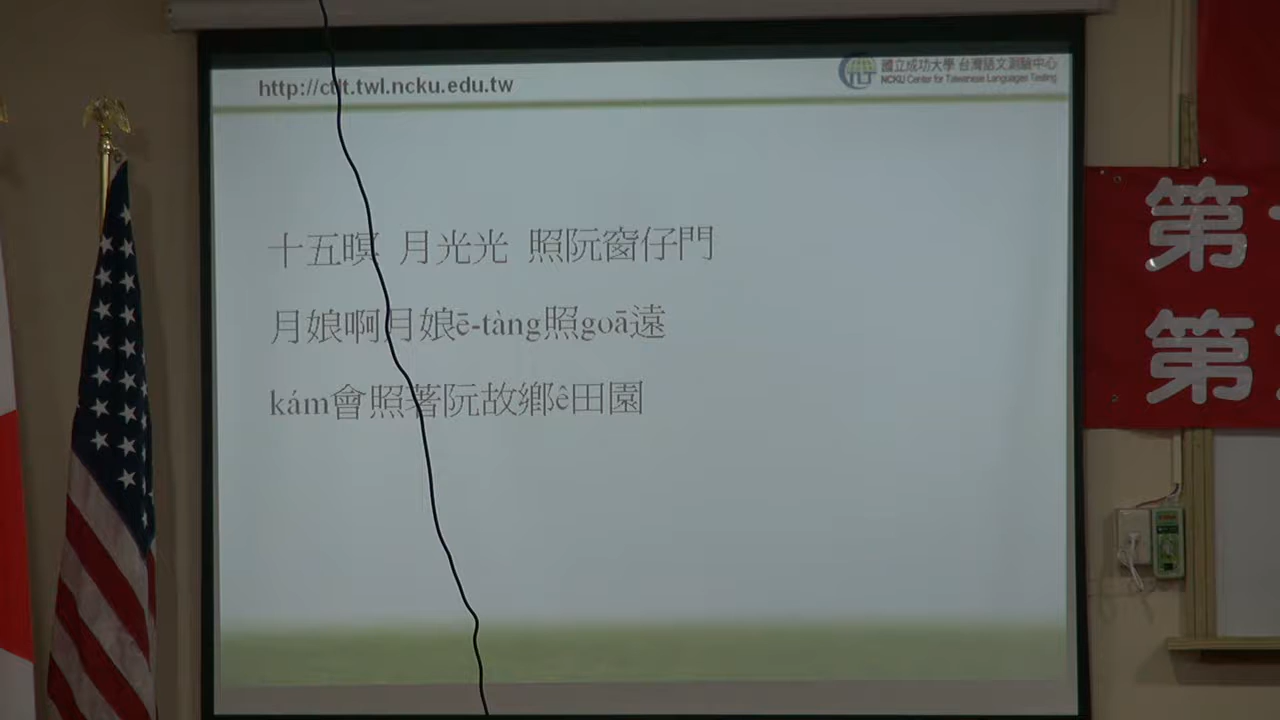 http://ctlt.twl.ncku.edu.tw
國立成功大學 台灣語文測驗中心
NCKU Center for Taiwanese Languages Testing
十五暝 月光光 照阮窗仔門
月娘啊月娘ē-tàng照goā遠
kám會照著阮故鄉ê田園
第
第